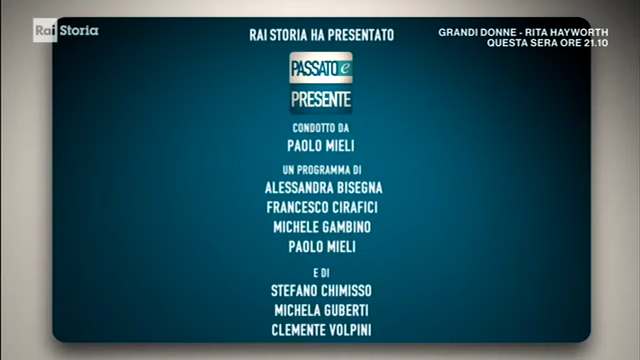 Rai Storia
GRANDI DONNE - RITA HAYWORTH
QUESTA SERA ORE 21.10
RAI STORIA HA PRESENTATO
PASSATO e
PRESENTE
CONDOTTO DA
PAOLO MIELI
UN PROGRAMMA DI
ALESSANDRA BISEGNA
FRANCESCO CIRAFICI
MICHELE GAMBINO
PAOLO MIELI
E DI
STEFANO CHIMISSO
MICHELA GUBERTI
CLEMENTE VOLPINI